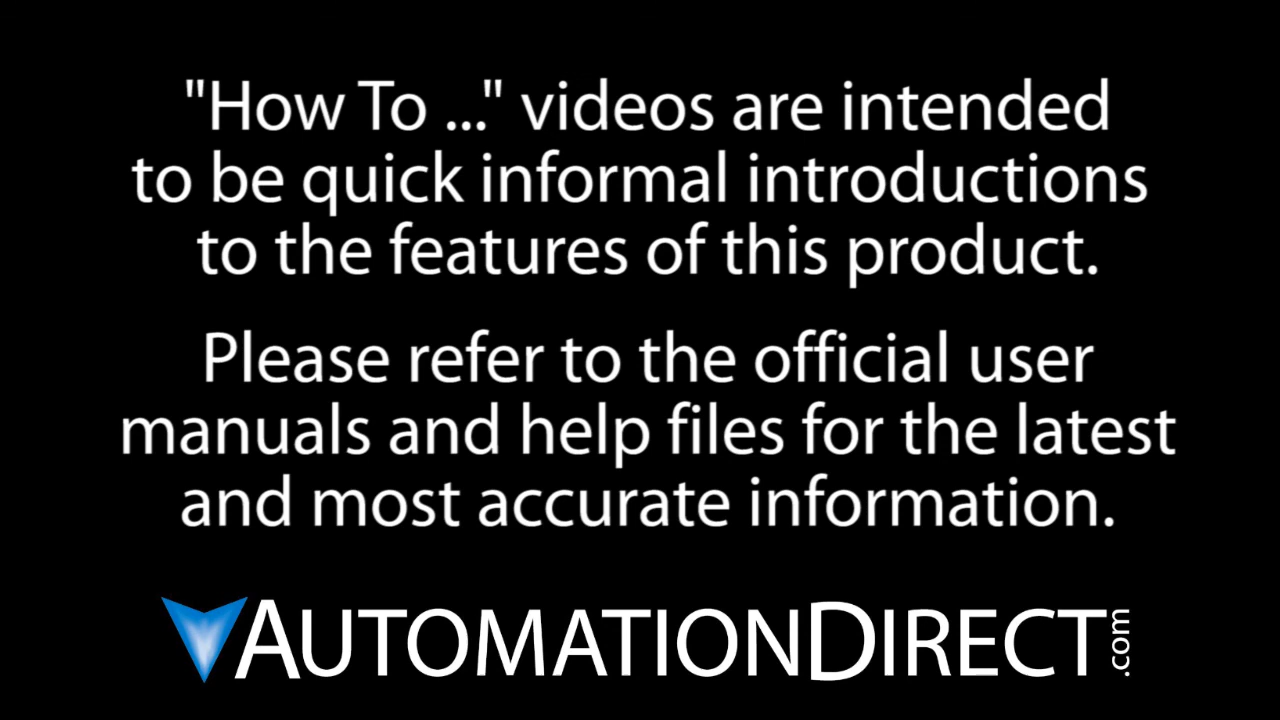 "How To ..." videos are intended
to be quick informal introductions
to the features of this product.
Please refer to the official user
manuals and help files for the latest
and most accurate information.
AUTOMATIONDIRECT.com